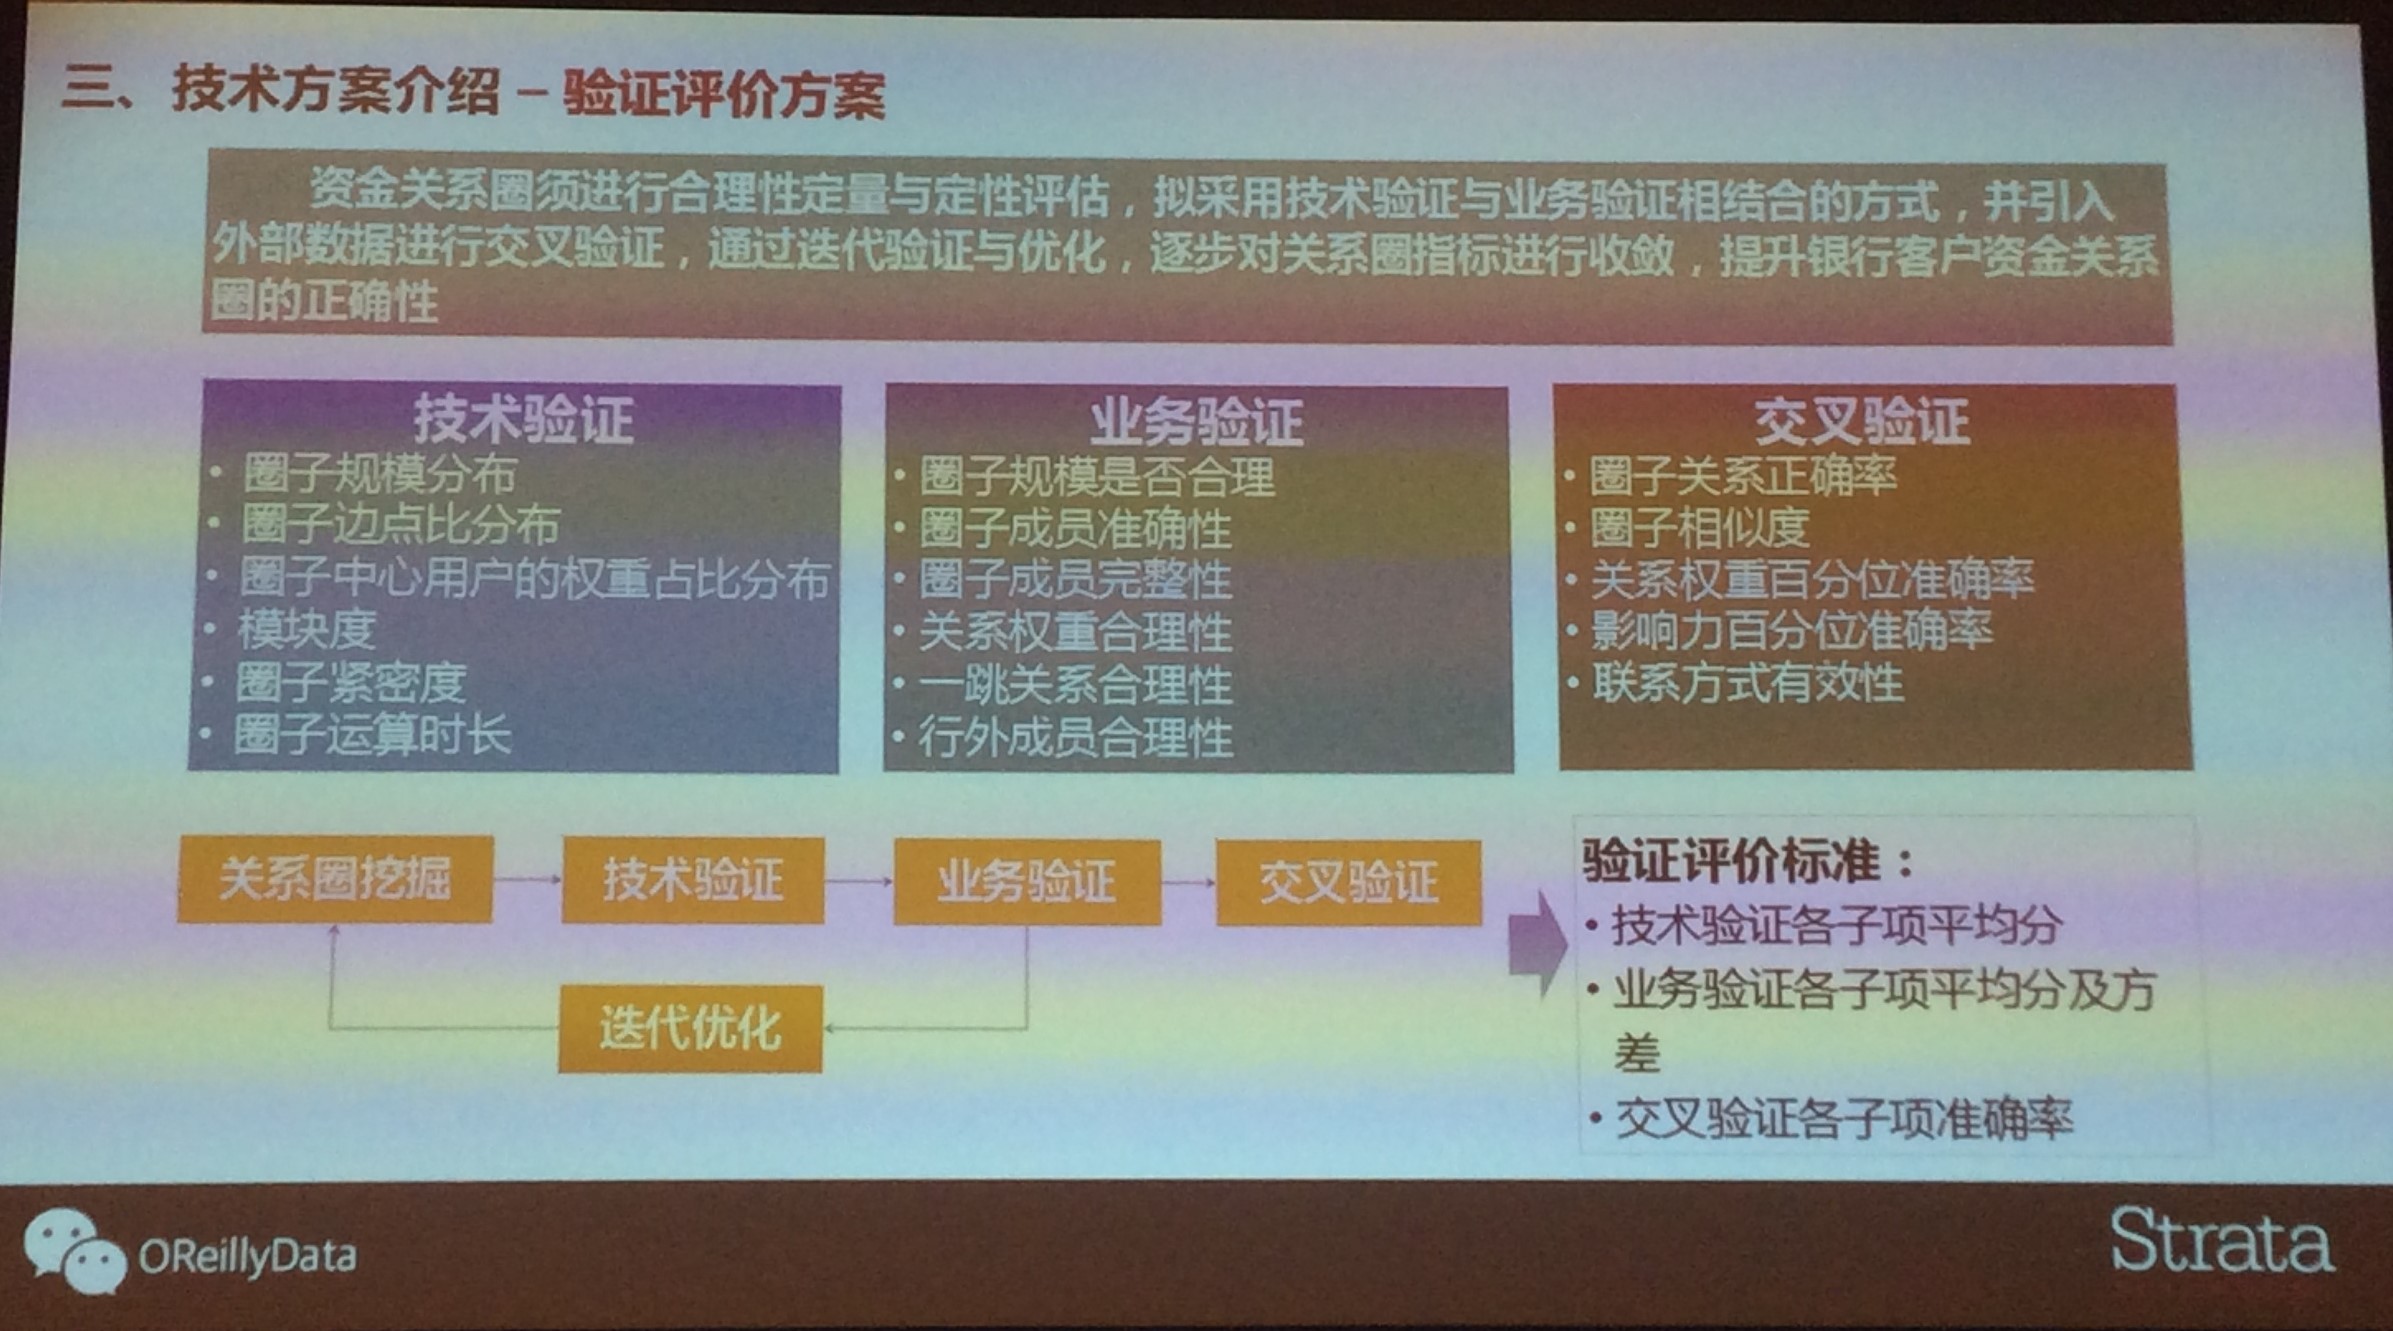 三、技术方案介绍 – 验证评价方案
资金关系圈须进行合理性定量与定性评估，拟采用技术验证与业务验证相结合的方式，并引入
外部数据进行交叉验证，通过迭代验证与优化，逐步对关系圈指标进行收敛，提升银行客户资金关系
圈的正确性
技术验证
• 圈子规模分布
• 圈子边点比分布
• 圈子中心用户的权重占比分布
• 模块度
• 圈子紧密度
• 圈子运算时长
业务验证
• 圈子规模是否合理
• 圈子成员准确性
• 圈子成员完整性
• 关系权重合理性
• 一跳关系合理性
• 行外成员合理性
交叉验证
• 圈子关系正确率
• 圈子相似度
• 关系权重百分位准确率
• 影响力百分位准确率
• 联系方式有效性
关系圈挖掘
技术验证
业务验证
交叉验证
迭代优化
验证评价标准：
• 技术验证各子项平均分
• 业务验证各子项平均分及方
差
• 交叉验证各子项准确率
OReillyData
Strata